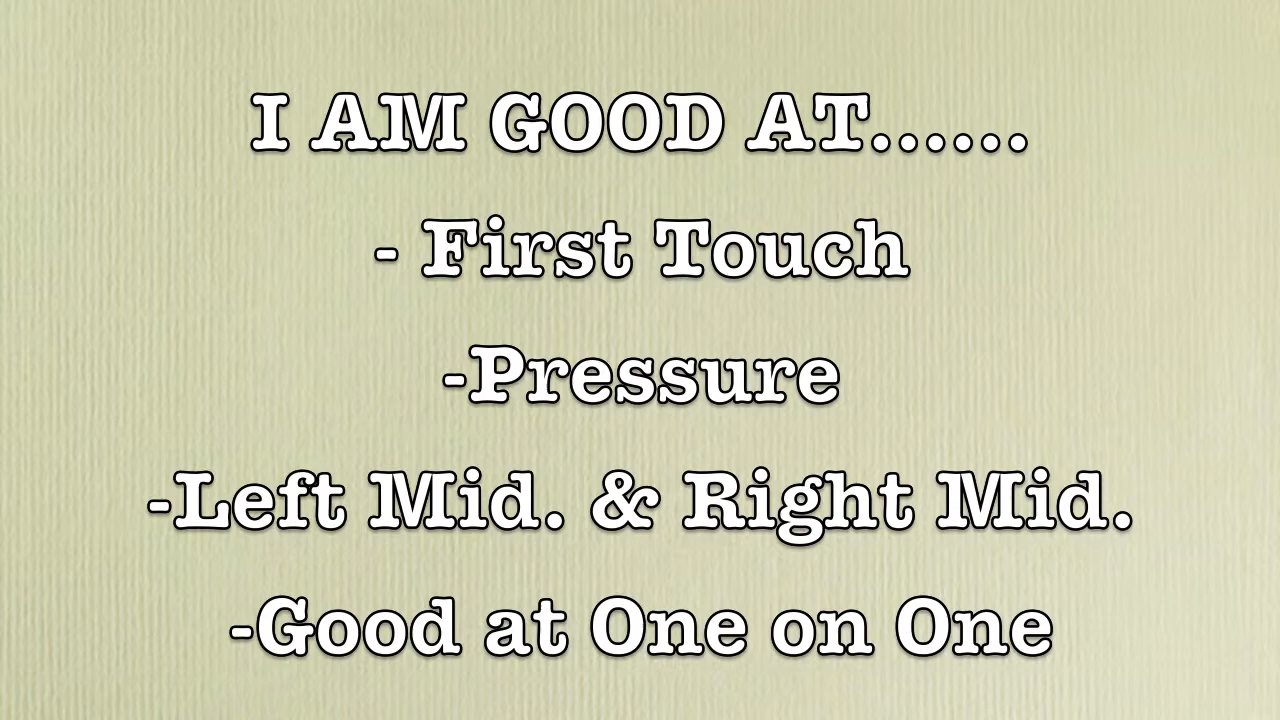 I AM GOOD AT......
- First Touch
-Pressure
-Left Mid. & Right Mid.
-Good at One on One